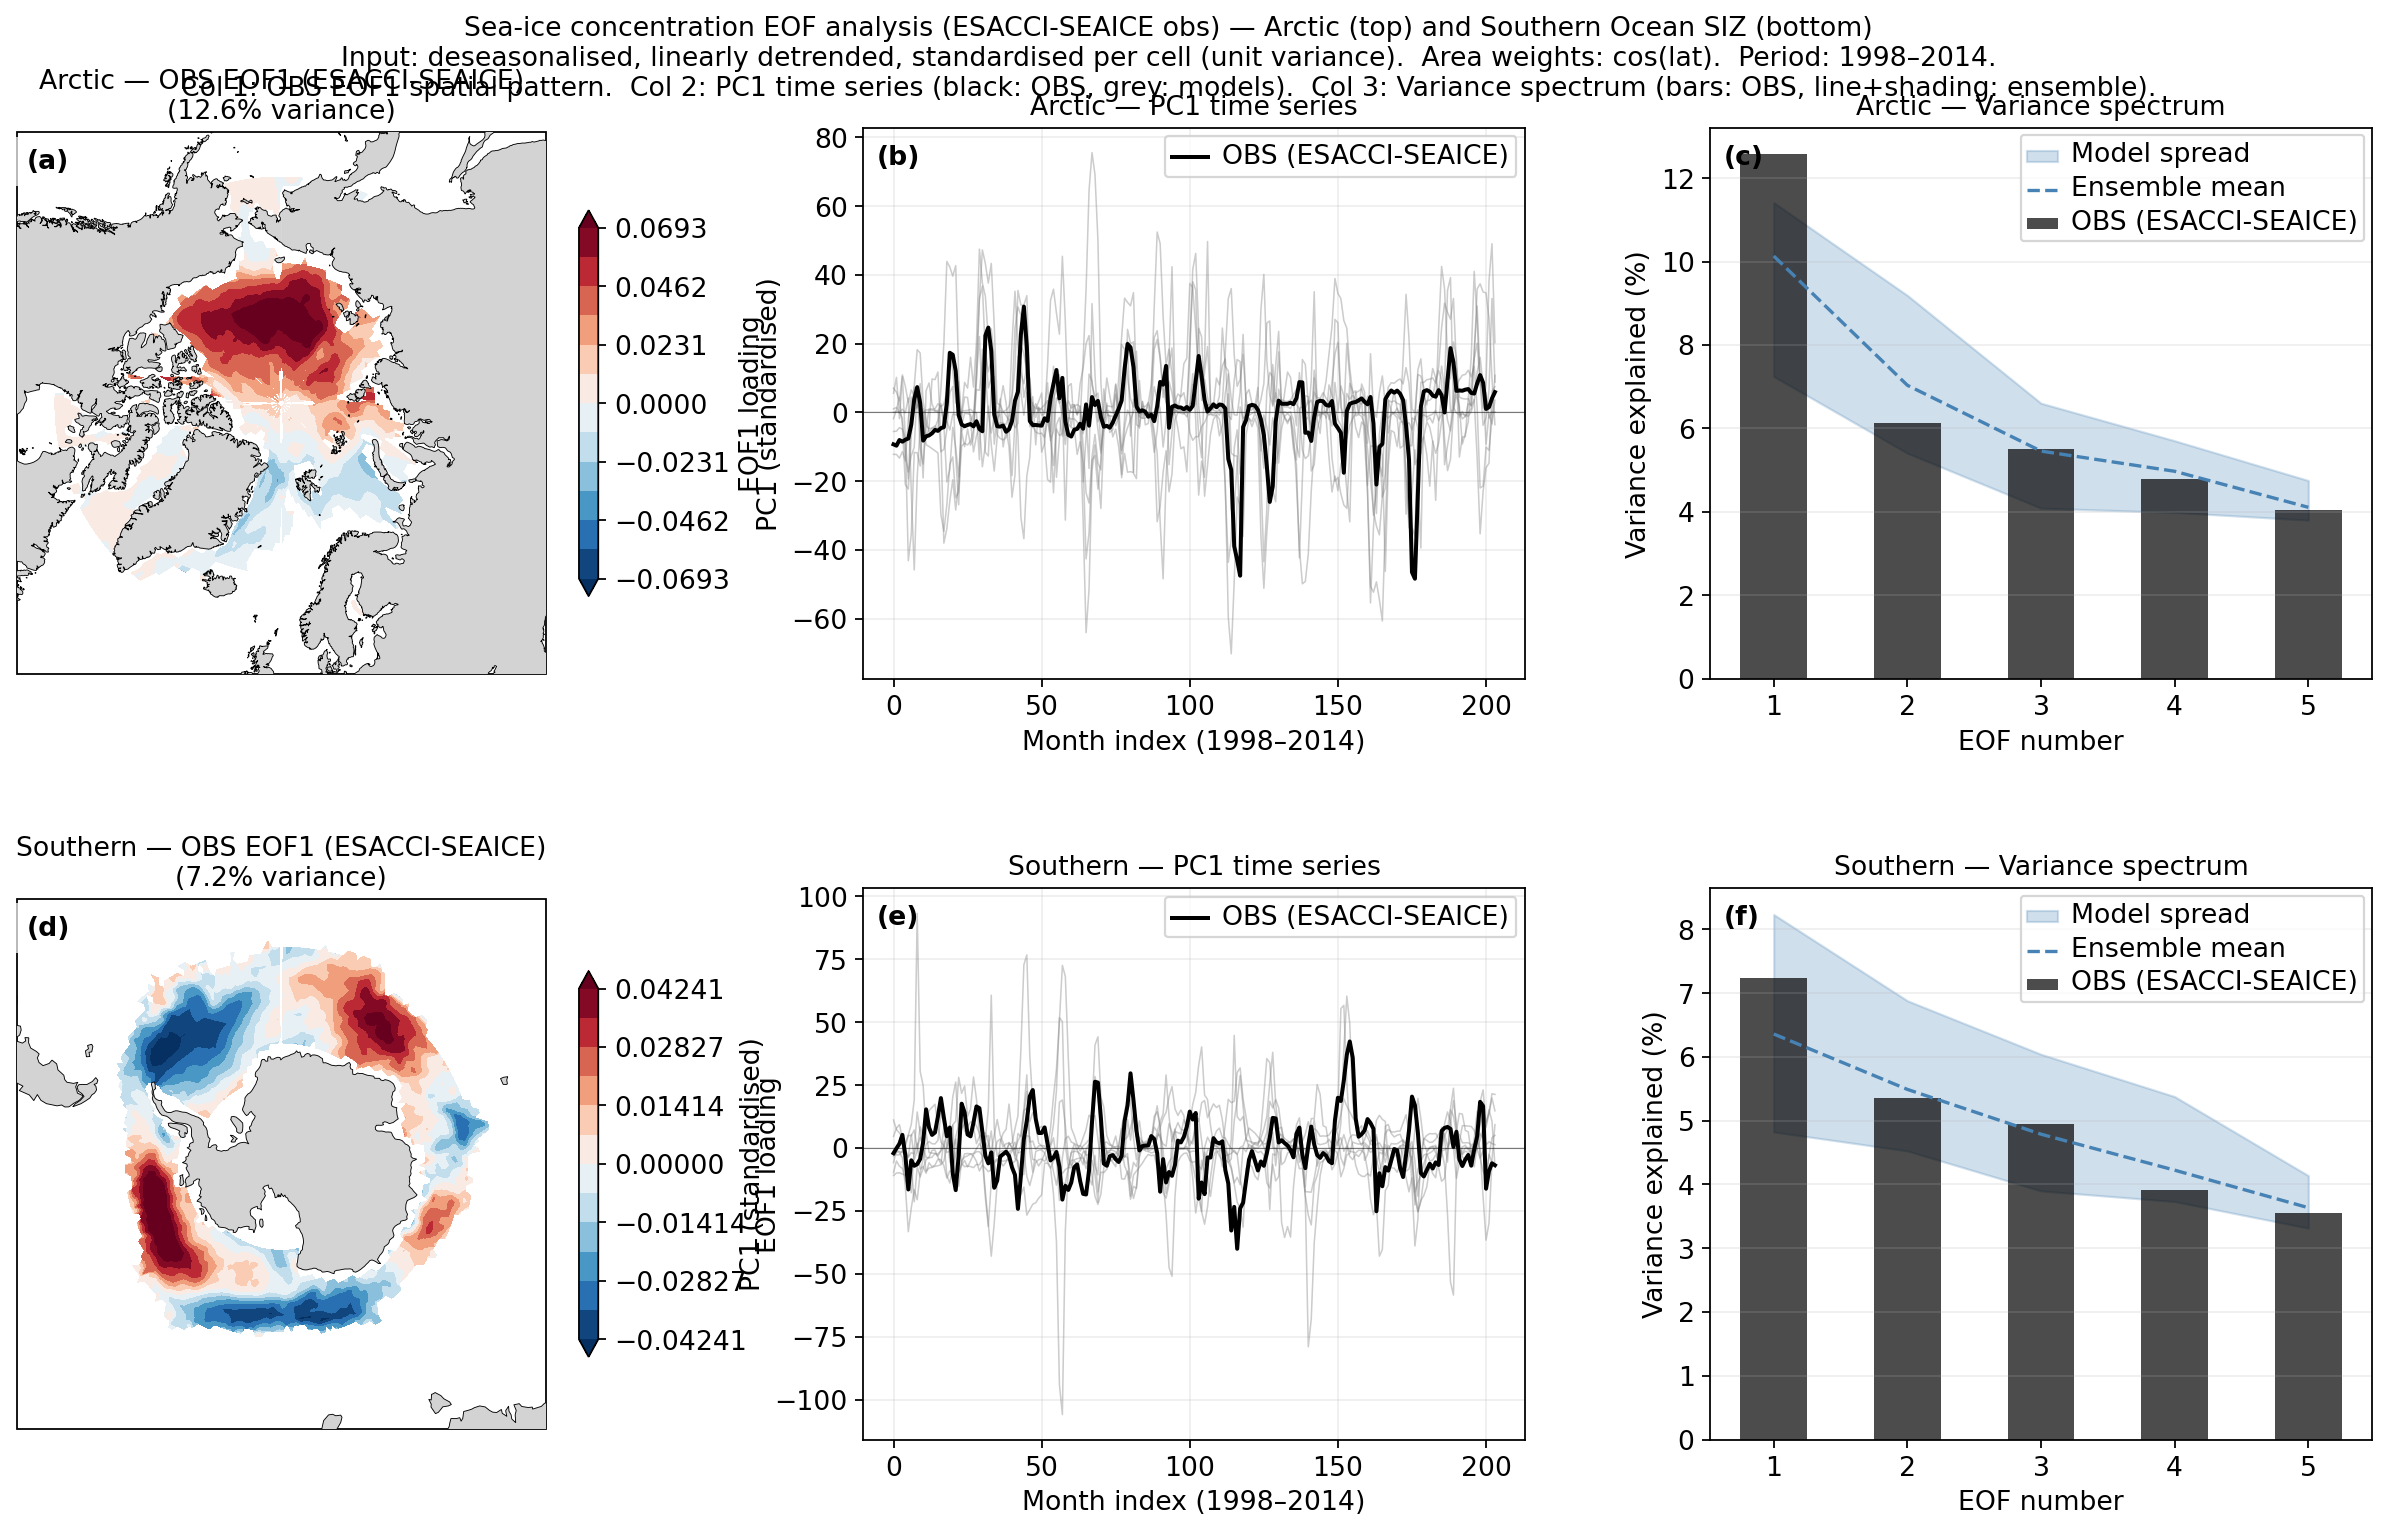 Sea-ice concentration EOF analysis (ESACCI-SEAICE obs) — Arctic (top) and Southern Ocean SIZ (bottom)
Input: deseasonalised, linearly detrended, standardised per cell (unit variance).  Area weights: cos(lat).  Period: 1998–2014.
Col 1: OBS EOF1 spatial pattern.  Col 2: PC1 time series (black: OBS, grey: models).  Col 3: Variance spectrum (bars: OBS, line+shading: ensemble).
Arctic — OBS EOF1 (ESACCI-SEAICE)
(12.6% variance)
(a)
0.0693
0.0462
0.0231
0.0000
−0.0231
−0.0462
−0.0693
EOF1 loading
Arctic — PC1 time series
(b)
OBS (ESACCI-SEAICE)
PC1 (standardised)
80
60
40
20
0
−20
−40
−60
0 50 100 150 200
Month index (1998–2014)
Arctic — Variance spectrum
(c)
Model spread
Ensemble mean
OBS (ESACCI-SEAICE)
Variance explained (%)
12
10
8
6
4
2
0
1 2 3 4 5
EOF number
Southern — OBS EOF1 (ESACCI-SEAICE)
(7.2% variance)
(d)
0.04241
0.02827
0.01414
0.00000
−0.01414
−0.02827
−0.04241
EOF1 loading
Southern — PC1 time series
(e)
OBS (ESACCI-SEAICE)
PC1 (standardised)
100
75
50
25
0
−25
−50
−75
−100
0 50 100 150 200
Month index (1998–2014)
Southern — Variance spectrum
(f)
Model spread
Ensemble mean
OBS (ESACCI-SEAICE)
Variance explained (%)
8
7
6
5
4
3
2
1
0
1 2 3 4 5
EOF number